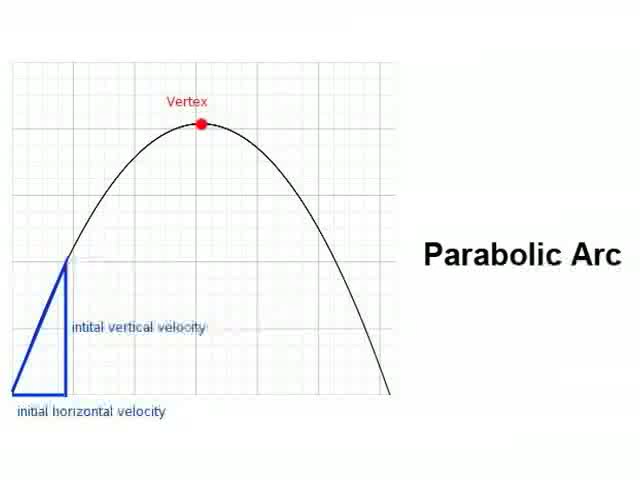 Vertex
Parabolic Arc
intital vertical velocity
initial horizontal velocity